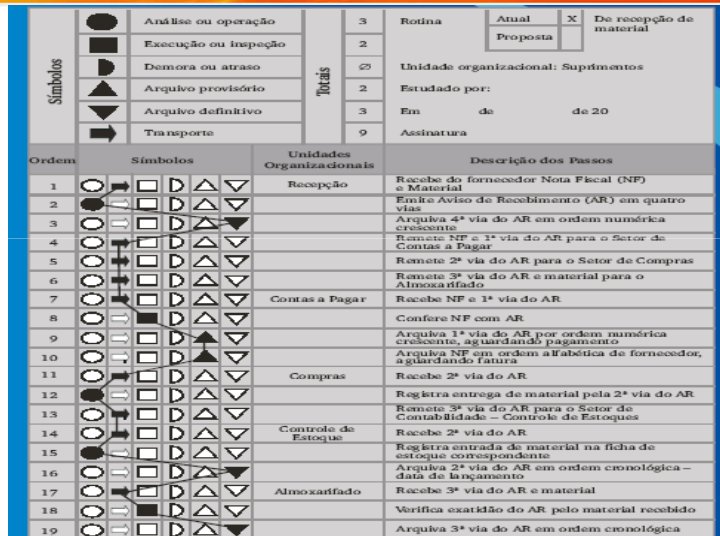 Símbolos
Análise ou operação
Execução ou inspeção
Demora ou atraso
Arquivo provisório
Arquivo definitivo
Transporte
Totais
3
2
Ø
2
3
9
Rotina
Atual X
Proposta
De recepção de
material
Unidade organizacional: Suprimentos
Estudado por:
Em de de 20
Assinatura
Ordem Símbolos Unidades
Organizacionais Descrição dos Passos
1 Recepção Recebe do fornecedor Nota Fiscal (NF)
e Material
2 Emite Aviso de Recebimento (AR) em quatro
vias
3 Arquiva 4ª via do AR em ordem numérica
crescente
4 Remete NF e 1ª via do AR para o Setor de
Contas a Pagar
5 Remete 2ª via do AR para o Setor de Compras
6 Remete 3ª via do AR e material para o
Almoxarifado
7 Contas a Pagar Recebe NF e 1ª via do AR
8 Confere NF com AR
9 Arquiva 1ª via do AR por ordem numérica
crescente, aguardando pagamento
10 Arquiva NF em ordem alfabética de fornecedor,
aguardando fatura
11 Compras Recebe 2ª via do AR
12 Registra entrega de material pela 2ª via do AR
13 Remete 3ª via do AR para o Setor de
Contabilidade – Controle de Estoques
14 Controle de
Estoque Recebe 2ª via do AR
15 Registra entrada de material na ficha de
estoque correspondente
16 Arquiva 2ª via do AR em ordem cronológica –
data de lançamento
17 Almoxarifado Recebe 3ª via do AR e material
18 Verifica exatidão do AR pelo material recebido
19 Arquiva 3ª via do AR em ordem cronológica